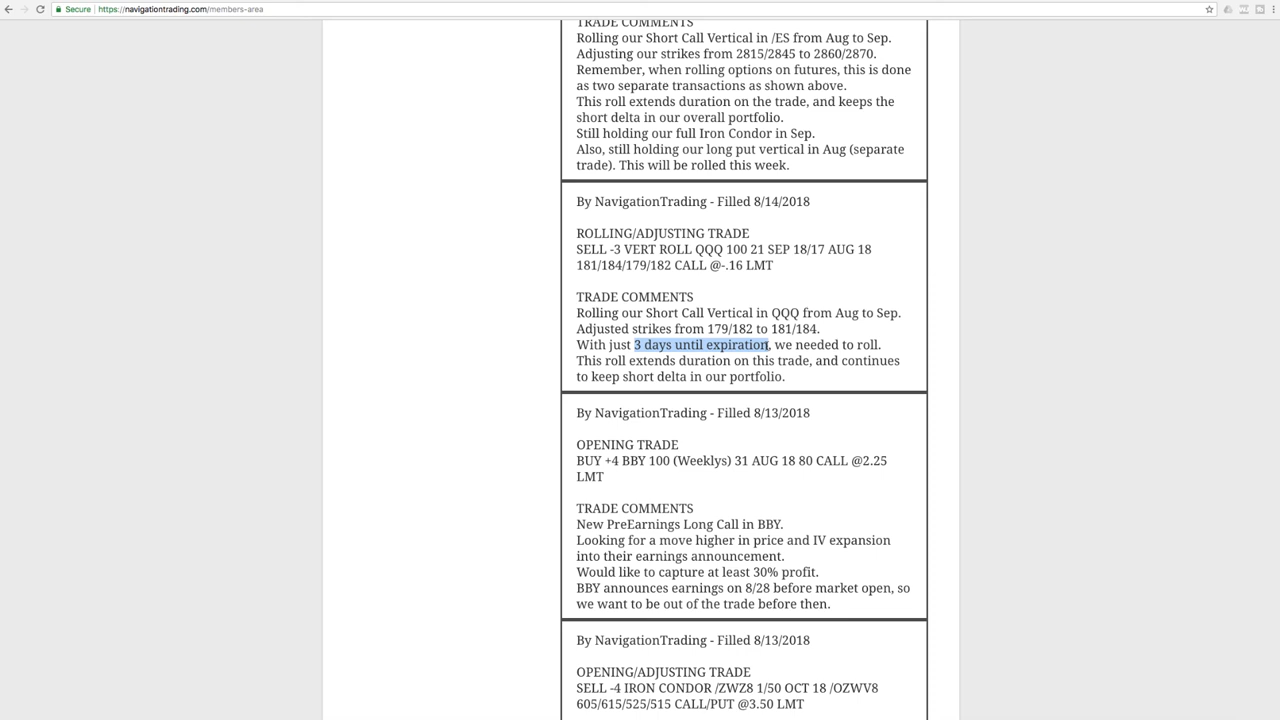 Secure
https://navigationtrading.com/members-area
TRADE COMMENTS
Rolling our Short Call Vertical in /ES from Aug to Sep.
Adjusting our strikes from 2815/2845 to 2860/2870.
Remember, when rolling options on futures, this is done
as two separate transactions as shown above.
This roll extends duration on the trade, and keeps the
short delta in our overall portfolio.
Still holding our full Iron Condor in Sep.
Also, still holding our long put vertical in Aug (separate
trade). This will be rolled this week.
By NavigationTrading - Filled 8/14/2018
ROLLING/ADJUSTING TRADE
SELL -3 VERT ROLL QQQ 100 21 SEP 18/17 AUG 18
181/184/179/182 CALL @-.16 LMT
TRADE COMMENTS
Rolling our Short Call Vertical in QQQ from Aug to Sep.
Adjusted strikes from 179/182 to 181/184.
With just 3 days until expiration, we needed to roll.
This roll extends duration on this trade, and continues
to keep short delta in our portfolio.
By NavigationTrading - Filled 8/13/2018
OPENING TRADE
BUY +4 BBY 100 (Weeklys) 31 AUG 18 80 CALL @2.25
LMT
TRADE COMMENTS
New PreEarnings Long Call in BBY.
Looking for a move higher in price and IV expansion
into their earnings announcement.
Would like to capture at least 30% profit.
BBY announces earnings on 8/28 before market open, so
we want to be out of the trade before then.
By NavigationTrading - Filled 8/13/2018
OPENING/ADJUSTING TRADE
SELL -4 IRON CONDOR /ZWZ8 1/50 OCT 18 /OZWV8
605/615/525/515 CALL/PUT @3.50 LMT